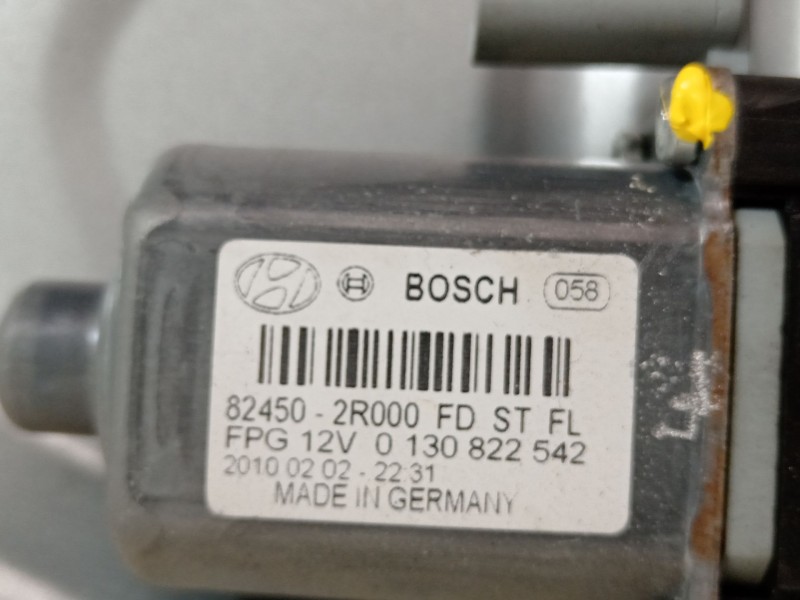 BOSCH 058
82450 - 2R000 FD ST FL
FPG 12V 0 130 822 542
2010 02 02 - 22:31
MADE IN GERMANY